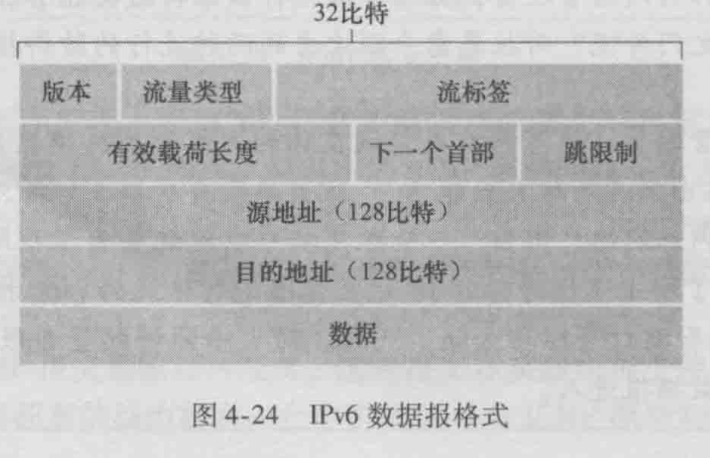 32比特
版本 流量类型 流标签
有效载荷长度 下一个首部 跳限制
源地址（128比特）
目的地址（128比特）
数据
图 4-24 IPv6 数据报格式